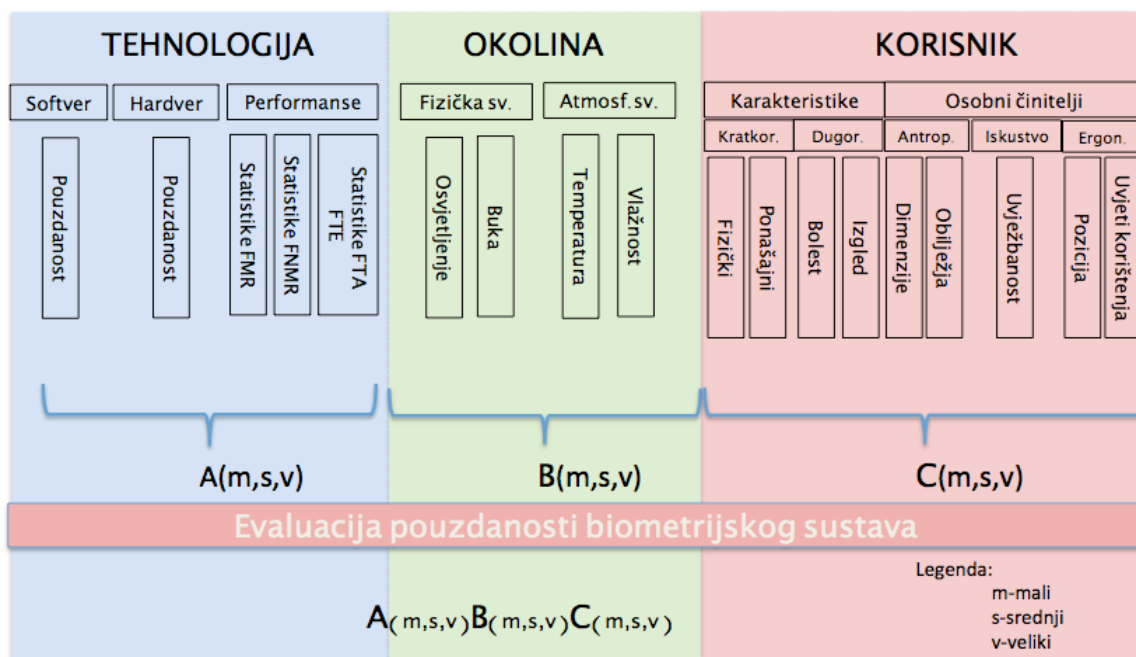 TEHNOLOGIJA
OKOLINA
KORISNIK
Softver
Hardver
Performanse
Fizička sv.
Atmosf. sv.
Karakteristike
Osobni činitelji
Kratkor.
Dugor.
Antrop.
Iskustvo
Ergon.
Pouzdanost
Pouzdanost
Statistike FMR
Statistike FNMR
Statistike FTA
FTE
Osvjetljenje
Buka
Temperatura
Vlažnost
Fizički
Ponašajni
Bolest
Izgled
Dimenzije
Obilježja
Uvježbanost
Pozicija
Uvjeti korištenja
A(m,s,v)
B(m,s,v)
C(m,s,v)
Evaluacija pouzdanosti biometrijskog sustava
A(m,s,v)B(m,s,v)C(m,s,v)
Legenda:
m-mali
s-srednji
v-veliki